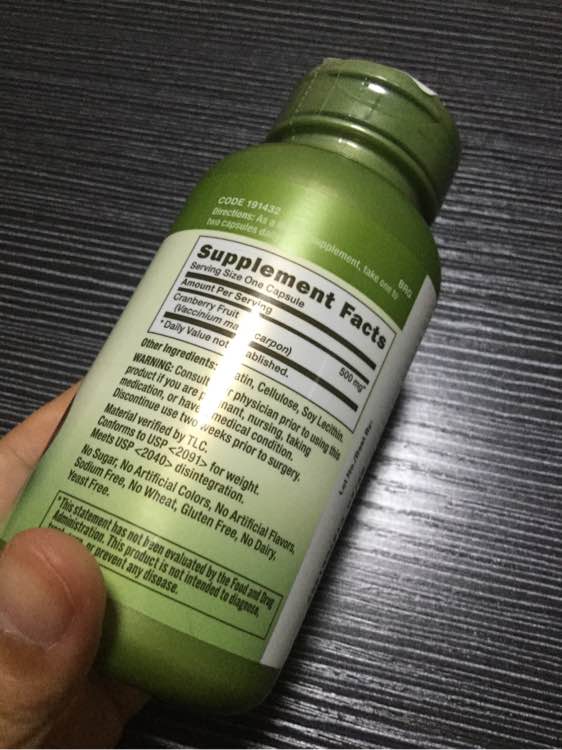 CODE 191432
Directions: As a supplement, take one to
two capsules BRG
Supplement Facts
Serving Size One Capsule
Amount Per Serving
Cranberry Fruit 500 mg*
(Vaccinium carpon)
*Daily Value not ablished.
Other Ingredients: atin, Cellulose, Soy Lecithin.
WARNING: Consult r physician prior to using this
product if you are p nant, nursing, taking
medication, or have medical condition.
Discontinue use two weeks prior to surgery.
Material verified by TLC.
Conforms to USP <2091> for weight.
Meets USP <2040> disintegration.
No Sugar, No Artificial Colors, No Artificial Flavors,
Sodium Free, No Wheat, Gluten Free, No Dairy,
Yeast Free.
*This statement has not been evaluated by the Food and Drug
Administration. This product is not intended to diagnose,
or prevent any disease.